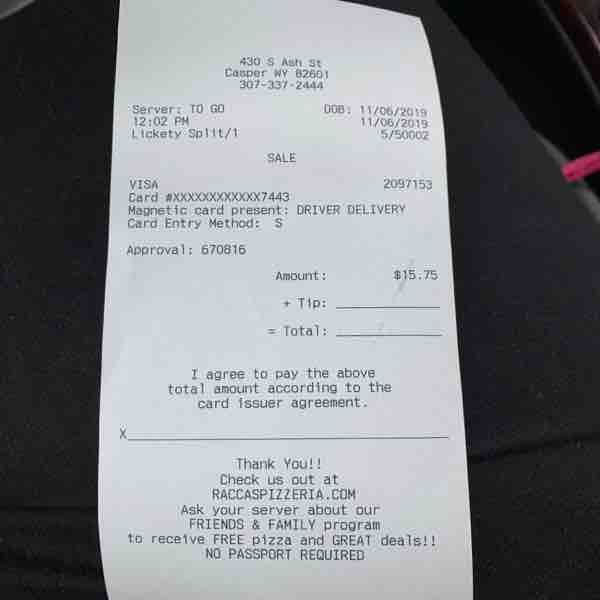 430 S Ash St
Casper WY 82601
307-337-2444
Server: TO GO DOB: 11/06/2019
12:02 PM 11/06/2019
Lickety Split/1 5/50002
SALE
VISA 2097153
Card #XXXXXXXXXXXX7443
Magnetic card present: DRIVER DELIVERY
Card Entry Method: S
Approval: 670816
Amount: $15.75
+ Tip:
= Total:
I agree to pay the above
total amount according to the
card issuer agreement.
X
Thank You!!
Check us out at
RACCASPIZZERIA.COM
Ask your server about our
FRIENDS & FAMILY program
to receive FREE pizza and GREAT deals!!
NO PASSPORT REQUIRED